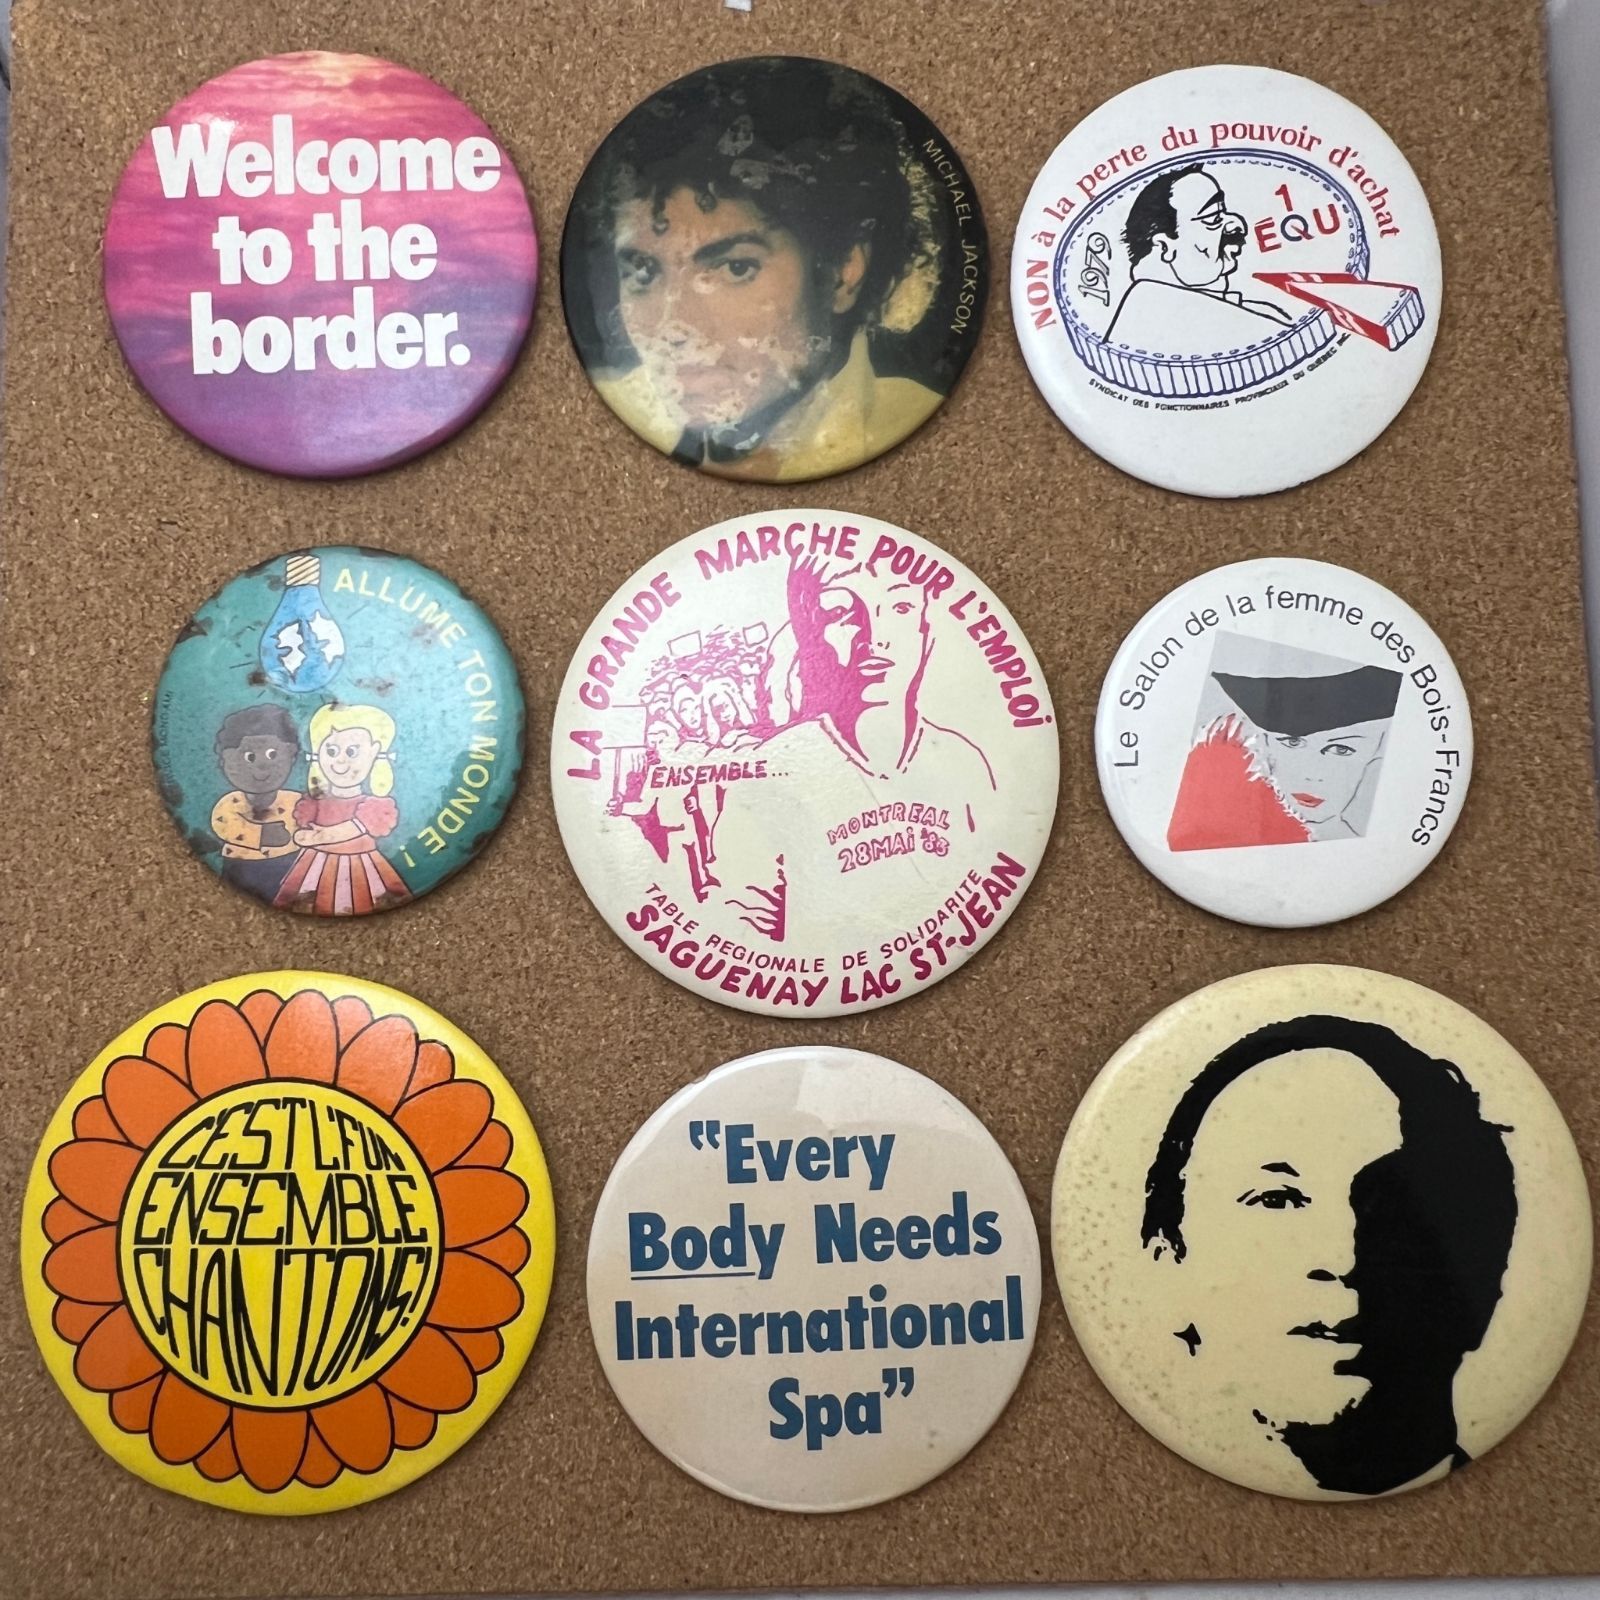 Welcome
to the
border.
MICHAEL JACKSON
NON à la perte du pouvoir d'achat
1
ÉQU
1979
SYNDICAT DES FONCTIONNAIRES PROVINCIAUX DU QUÉBEC INC.
ALLUME TON MONDE!
LA GRANDE MARCHE POUR L'EMPLOI
ENSEMBLE...
MONTREAL
28 MAI '83
TABLE REGIONALE DE SOLIDARITE
SAGUENAY LAC ST-JEAN
Le Salon de la femme des Bois-Francs
C'EST L'FUN
ENSEMBLE
CHANTONS!
"Every
Body Needs
International
Spa"